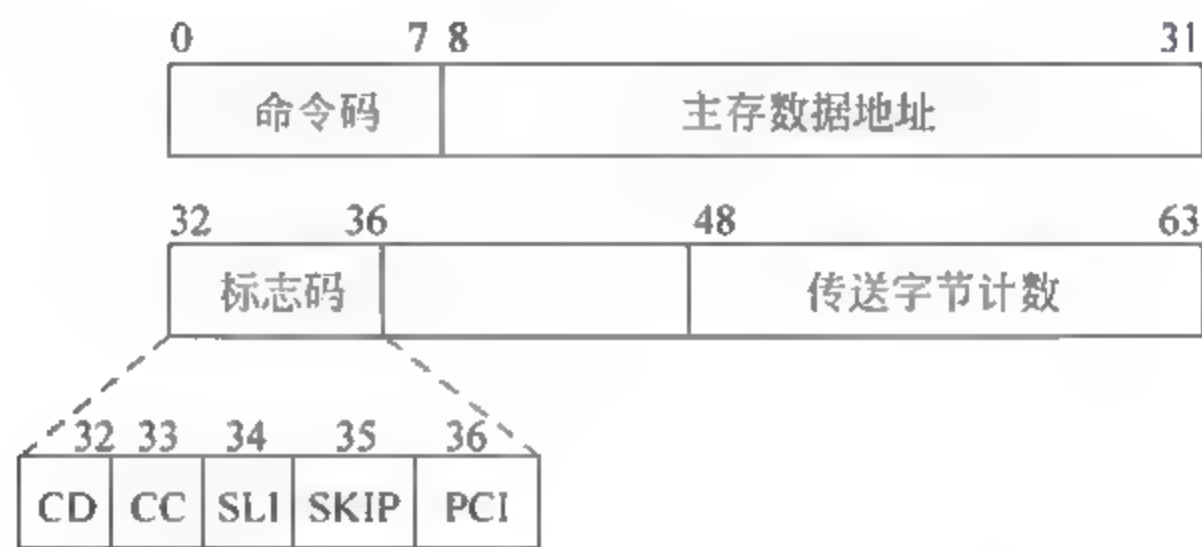 0 7 8 31
命令码 主存数据地址
32 36 48 63
标志码 传送字节计数
32 33 34 35 36
CD CC SLI SKIP PCI